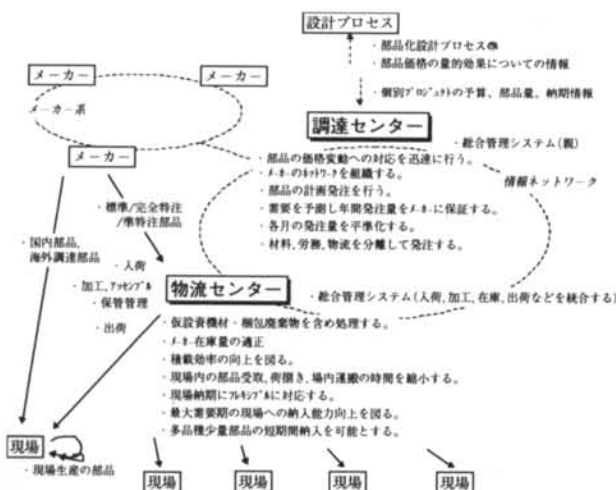 設計プロセス
・部品化設計プロセス
・部品価格の量的効果についての情報
・個別プロジェクトの予算、部品量、納期情報
メーカー
メーカー
メーカー系
メーカー
調達センター
・総合管理システム(親)
・部品の価格変動への対応を迅速に行う。
・メーカーのネットワークを組織する。
・部品の計画発注を行う。
・需要を予測し年間発注量をメーカーに保証する。
・各月の発注量を平準化する。
・材料、労務、物流を分離して発注する。
情報ネットワーク
・標準/完全特注
/準特注部品
・国内部品、
海外調達部品
・入荷
・加工、アッセンブル
・保管管理
・出荷
物流センター
・総合管理システム(入荷、加工、在庫、出荷などを統合する)
・仮設資機材・梱包廃棄物を含め処理する。
・メーカー在庫量の適正
・積載効率の向上を図る。
・現場内の部品受取、荷捌き、場内運搬の時間を縮小する。
・現場納期にフレキシブルに対応する。
・最大需要期の現場への納入能力向上を図る。
・多品種少量部品の短期間納入を可能とする。
現場
・現場生産の部品
現場
現場
現場
現場